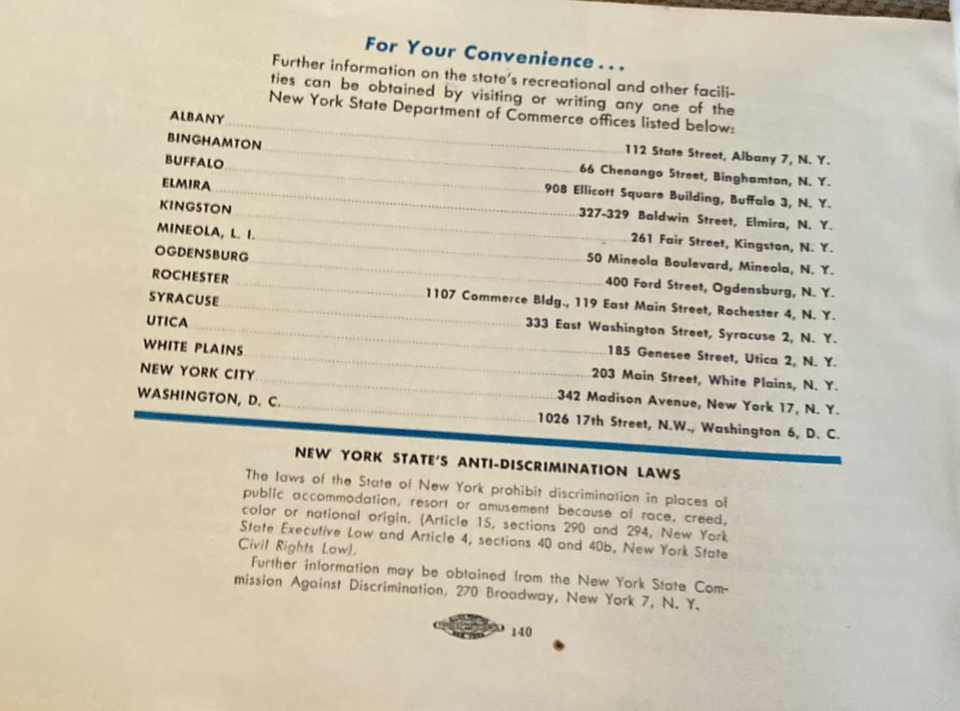 For Your Convenience...
Further information on the state's recreational and other facili-
ties can be obtained by visiting or writing any one of the
New York State Department of Commerce offices listed below:
ALBANY 112 State Street, Albany 7, N. Y.
BINGHAMTON 66 Chenango Street, Binghamton, N. Y.
BUFFALO 908 Ellicott Square Building, Buffalo 3, N. Y.
ELMIRA 327-329 Baldwin Street, Elmira, N. Y.
KINGSTON 261 Fair Street, Kingston, N. Y.
MINEOLA, L. I. 50 Mineola Boulevard, Mineola, N. Y.
OGDENSBURG 400 Ford Street, Ogdensburg, N. Y.
ROCHESTER 1107 Commerce Bldg., 119 East Main Street, Rochester 4, N. Y.
SYRACUSE 333 East Washington Street, Syracuse 2, N. Y.
UTICA 185 Genesee Street, Utica 2, N. Y.
WHITE PLAINS 203 Main Street, White Plains, N. Y.
NEW YORK CITY 342 Madison Avenue, New York 17, N. Y.
WASHINGTON, D. C. 1026 17th Street, N.W., Washington 6, D. C.
NEW YORK STATE'S ANTI-DISCRIMINATION LAWS
The laws of the State of New York prohibit discrimination in places of
public accommodation, resort or amusement because of race, creed,
color or national origin. (Article 15, sections 290 and 294, New York
State Executive Law and Article 4, sections 40 and 40b, New York State
Civil Rights Law).
Further information may be obtained from the New York State Com-
mission Against Discrimination, 270 Broadway, New York 7, N. Y.
140